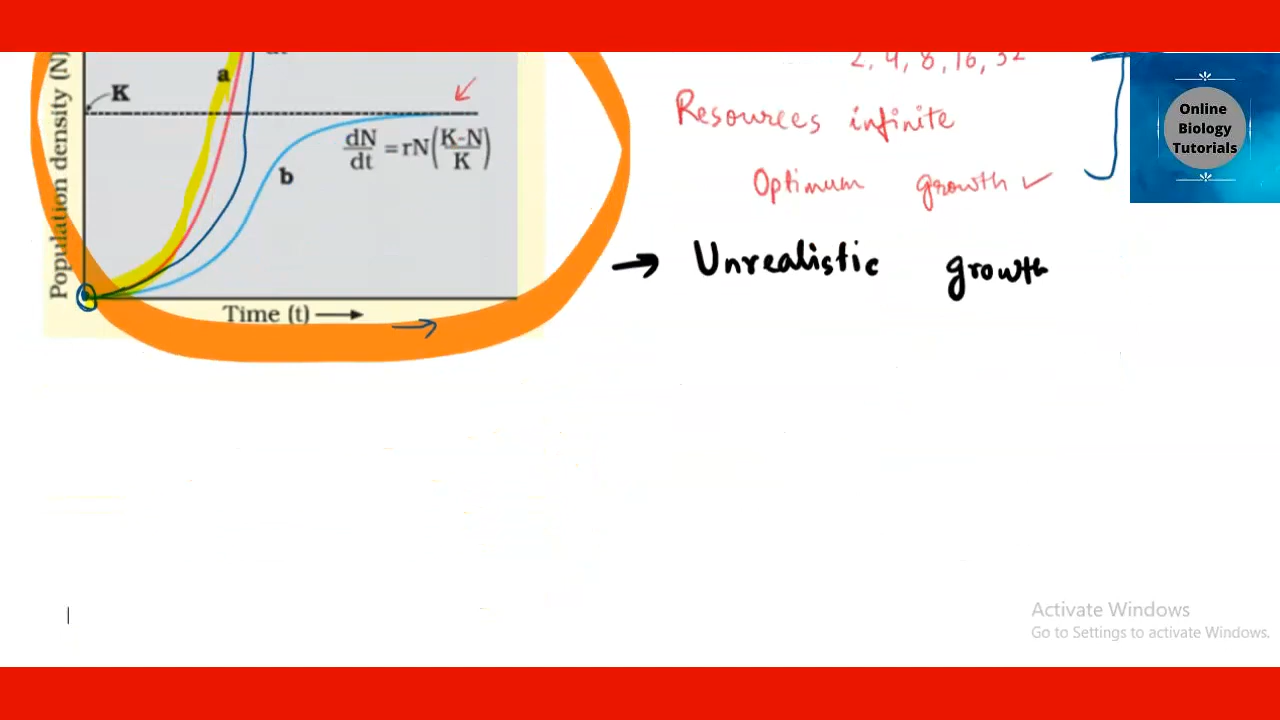 2, 4, 8, 16, 32
a
K
Resources infinite
dN/dt = rN(K-N/K)
b
Optimum growth ✓
Population density (N)
→ Unrealistic growth
Time (t) →
Online
Biology
Tutorials
Activate Windows
Go to Settings to activate Windows.